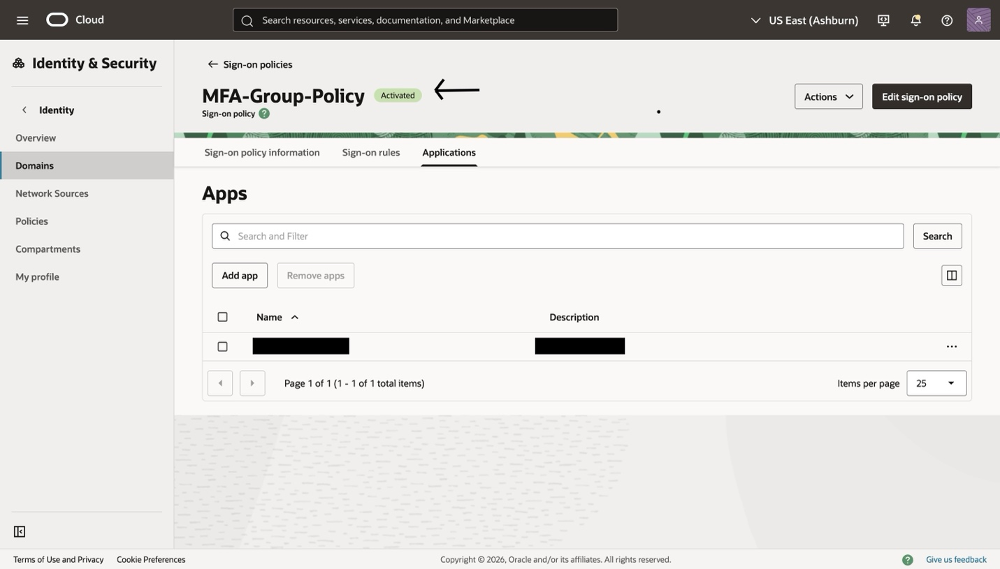 Cloud
Search resources, services, documentation, and Marketplace
US East (Ashburn)
Identity & Security
Identity
Overview
Domains
Network Sources
Policies
Compartments
My profile
Sign-on policies
MFA-Group-Policy
Activated
Sign-on policy
Actions
Edit sign-on policy
Sign-on policy information
Sign-on rules
Applications
Apps
Search and Filter
Search
Add app
Remove apps
Name
Description
Page 1 of 1 (1 - 1 of 1 total items)
Items per page
25
Terms of Use and Privacy
Cookie Preferences
Copyright © 2026, Oracle and/or its affiliates. All rights reserved.
Give us feedback